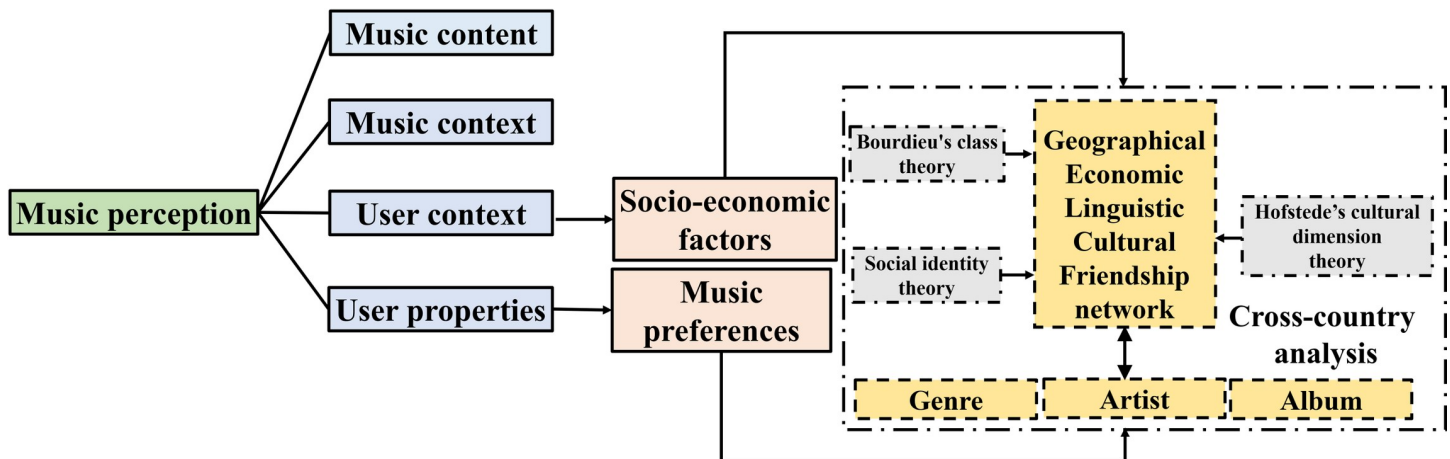 Music content
Music context
Music perception
User context
User properties
Socio-economic
factors
Music
preferences
Bourdieu's class
theory
Social identity
theory
Geographical
Economic
Linguistic
Cultural
Friendship
network
Hofstede’s cultural
dimension
theory
Cross-country
analysis
Genre
Artist
Album